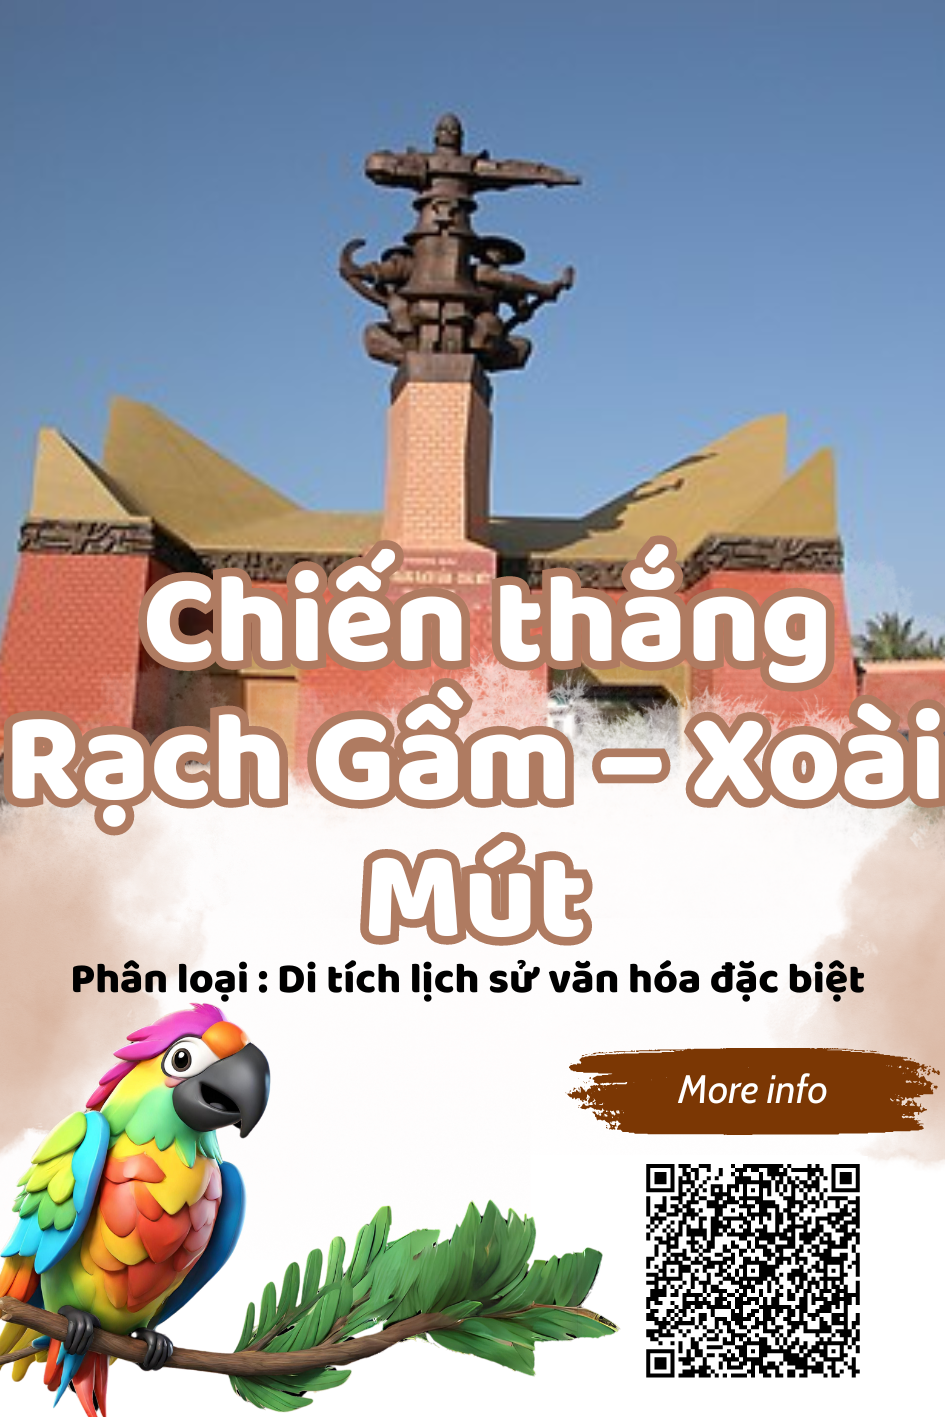 Chiến thắng
Rạch Gầm – Xoài
Mút
Phân loại : Di tích lịch sử văn hóa đặc biệt
More info